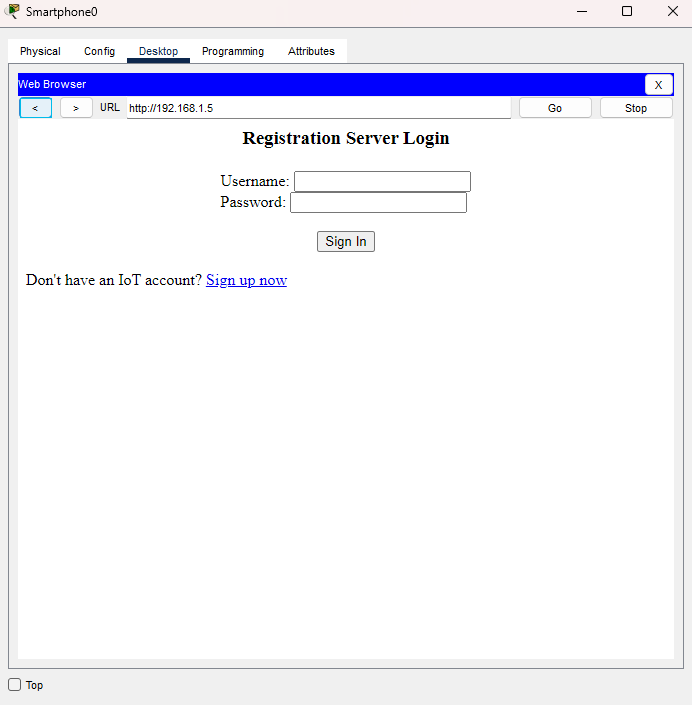 Smartphone0
Physical Config Desktop Programming Attributes
Web Browser X
< > URL http://192.168.1.5 Go Stop
Registration Server Login
Username:
Password:
Sign In
Don't have an IoT account? Sign up now
Top